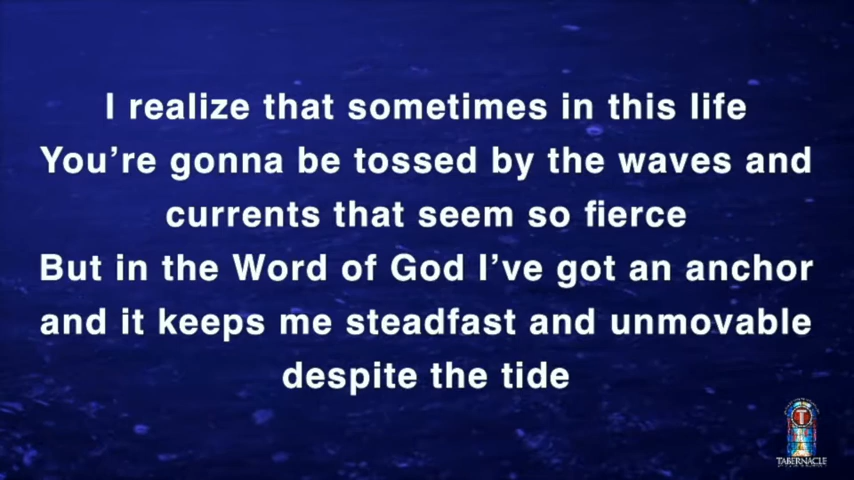 I realize that sometimes in this life
You're gonna be tossed by the waves and
currents that seem so fierce
But in the Word of God I've got an anchor
and it keeps me steadfast and unmovable
despite the tide
T
TABERNACLE